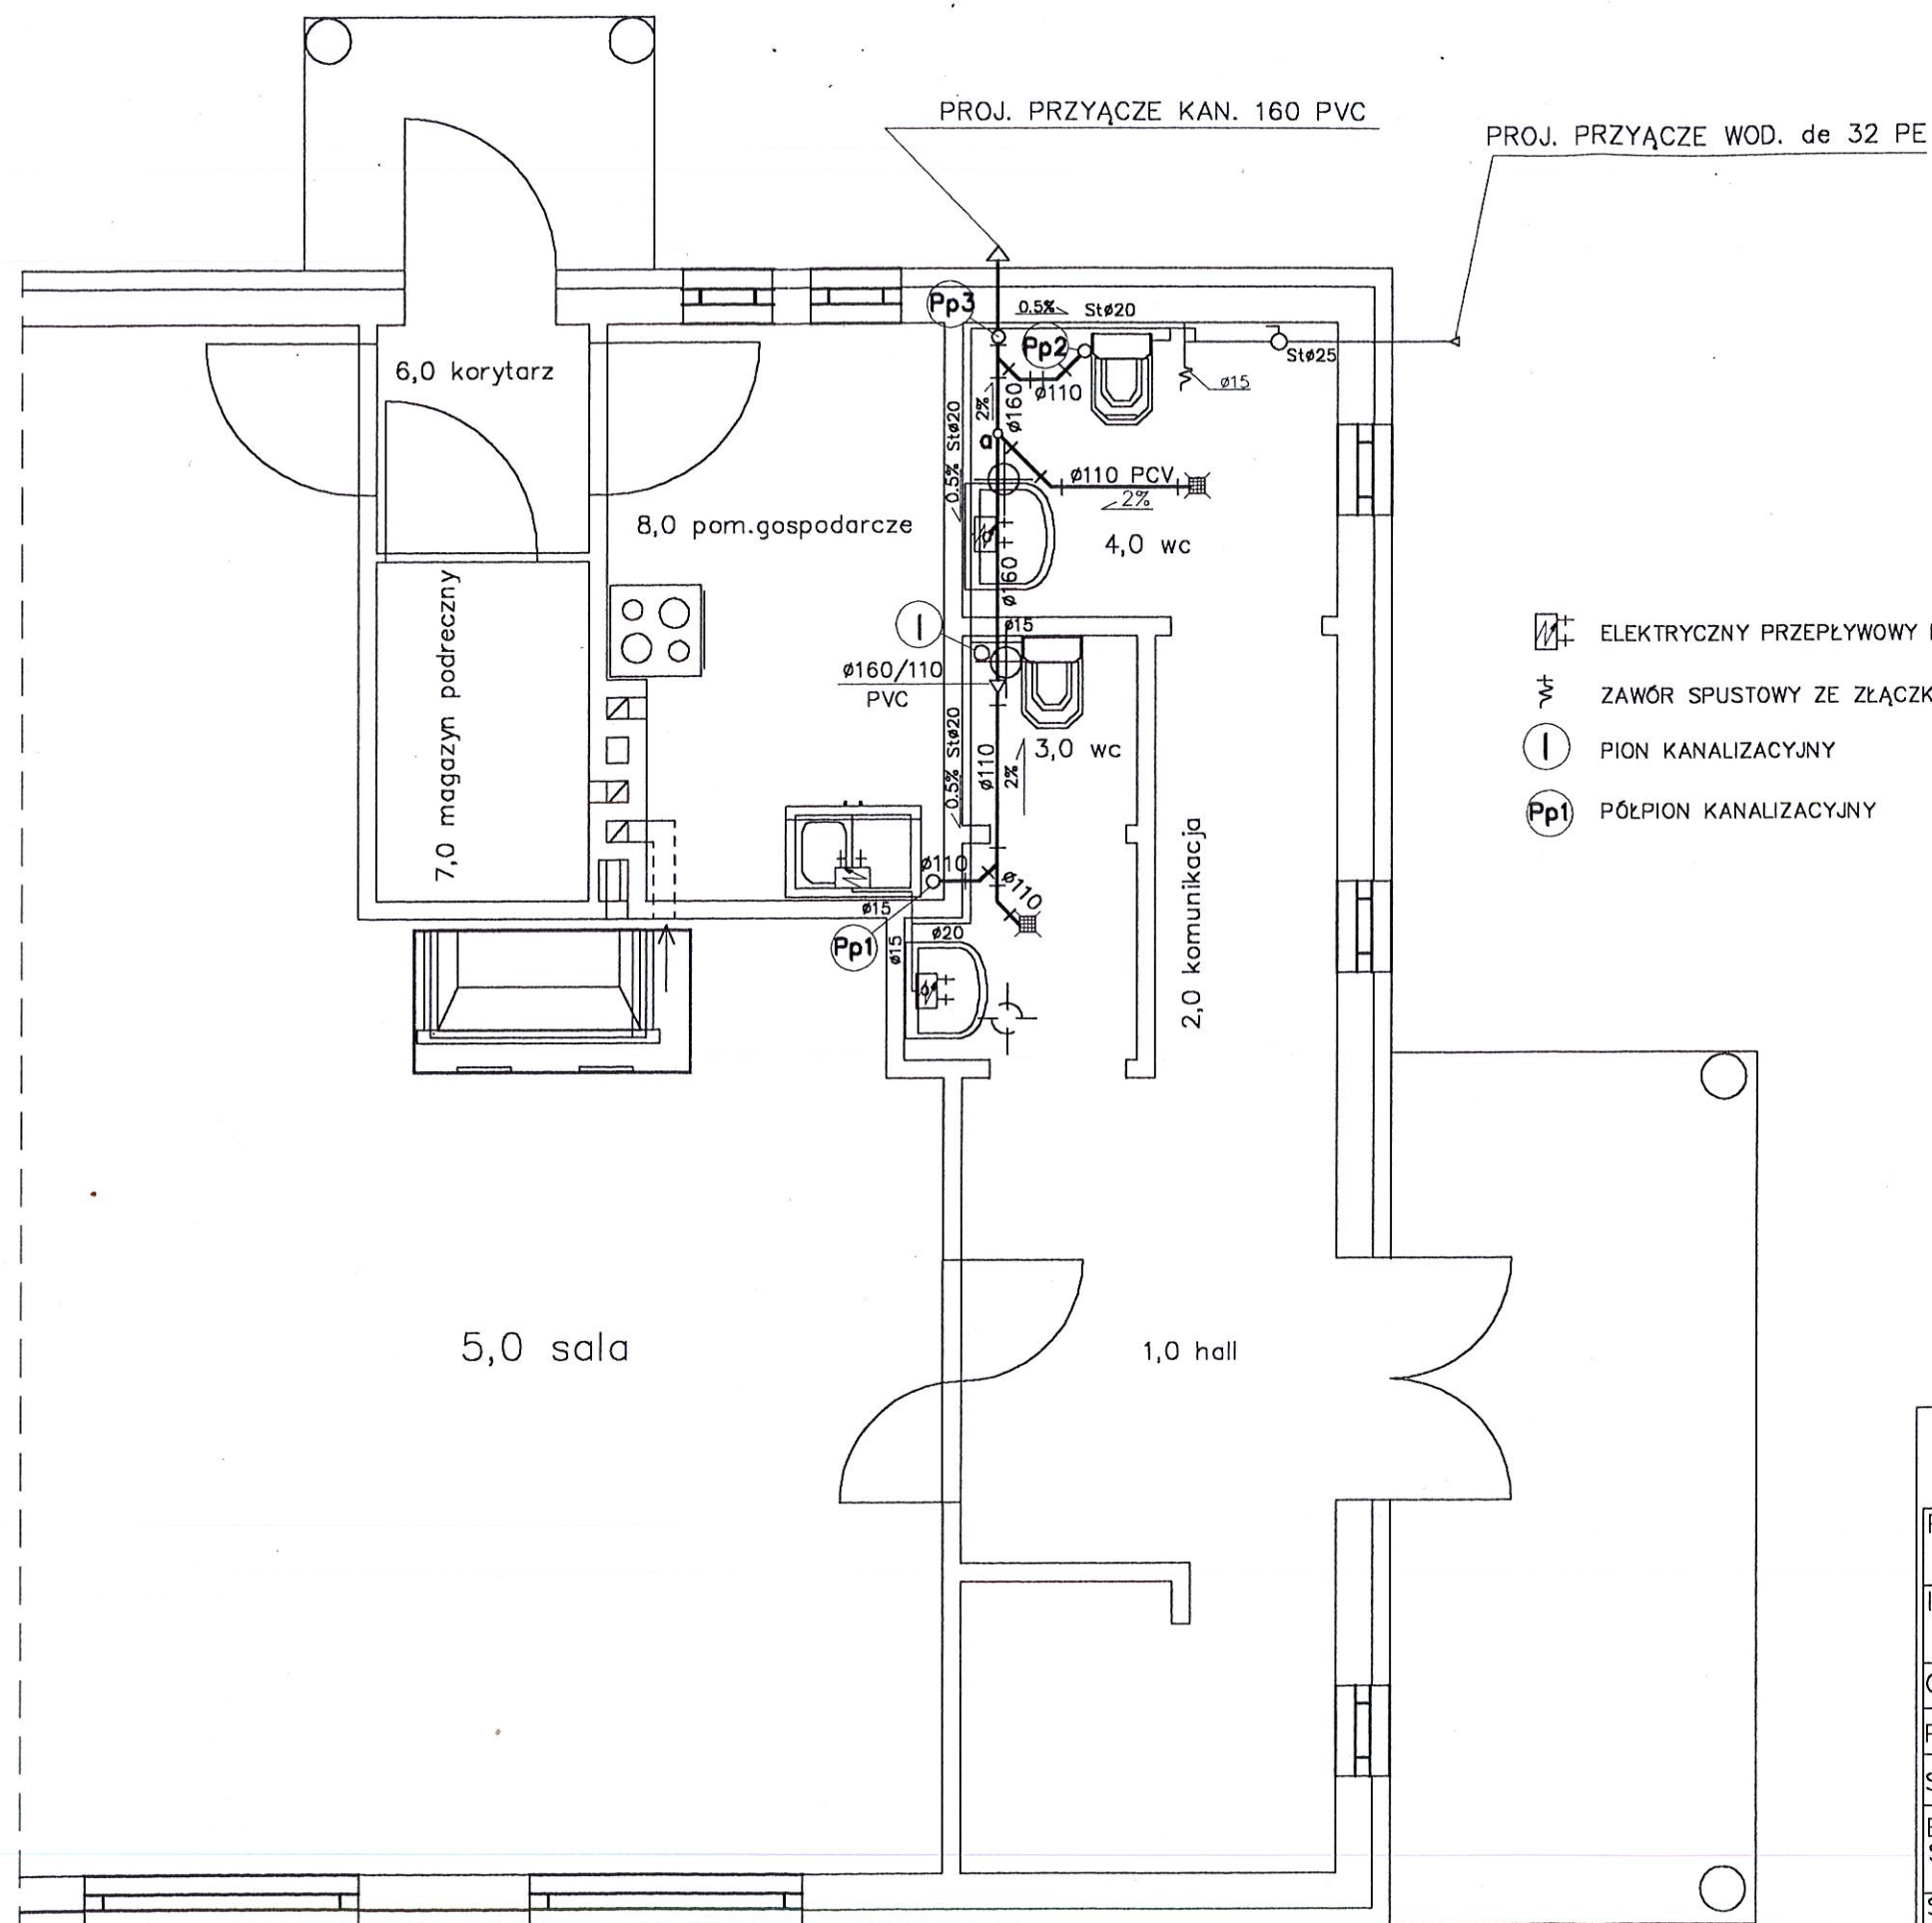 PROJ. PRZYĄCZE KAN. 160 PVC
PROJ. PRZYĄCZE WOD. de 32 PE
Pp3
0.5% Stø20
Pp2
Stø25
ø15
ø110
2%
ø160
6,0 korytarz
0.5% Stø20
a
ø110 PCV
2%
8,0 pom.gospodarcze
4,0 wc
ø160
7,0 magazyn podreczny
I
ø15
ø160/110
PVC
3,0 wc
0.5% Stø20
ø110
2%
2,0 komunikacja
ø110
ø110
ø15
Pp1
ø15
ø20
ELEKTRYCZNY PRZEPŁYWOWY
ZAWÓR SPUSTOWY ZE ZŁĄCZK
I PION KANALIZACYJNY
Pp1 PÓŁPION KANALIZACYJNY
5,0 sala
1,0 hall